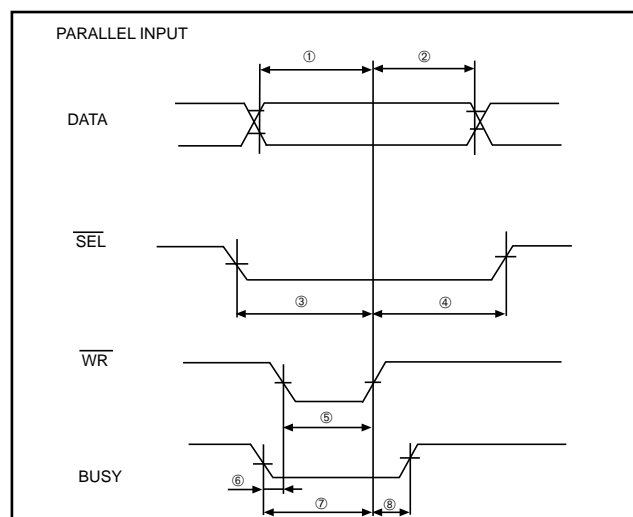 PARALLEL INPUT
① ②
DATA
SEL
③ ④
WR
⑤
BUSY
⑥ ⑦ ⑧